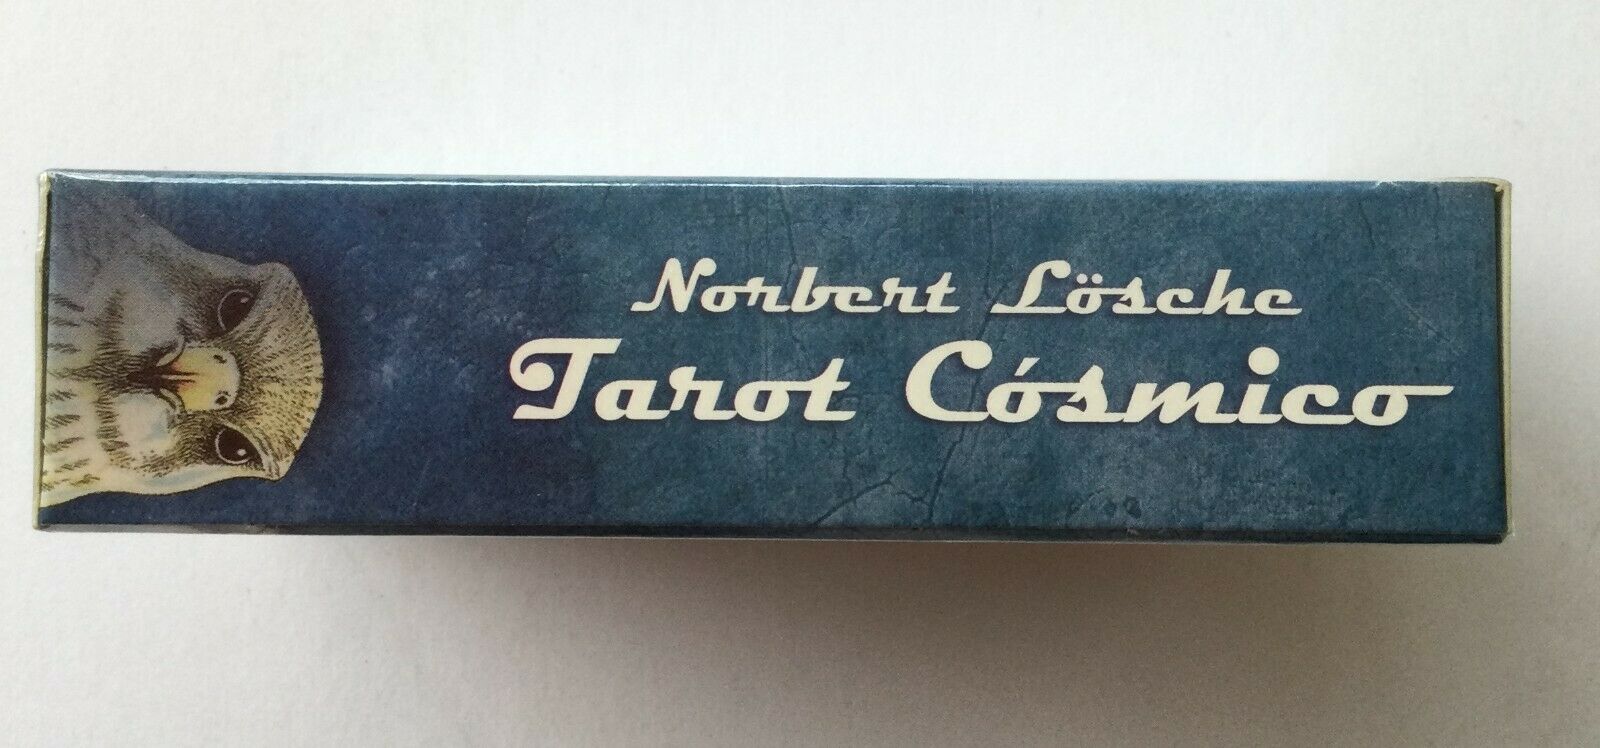 Norbert Lösche
Tarot Cósmico